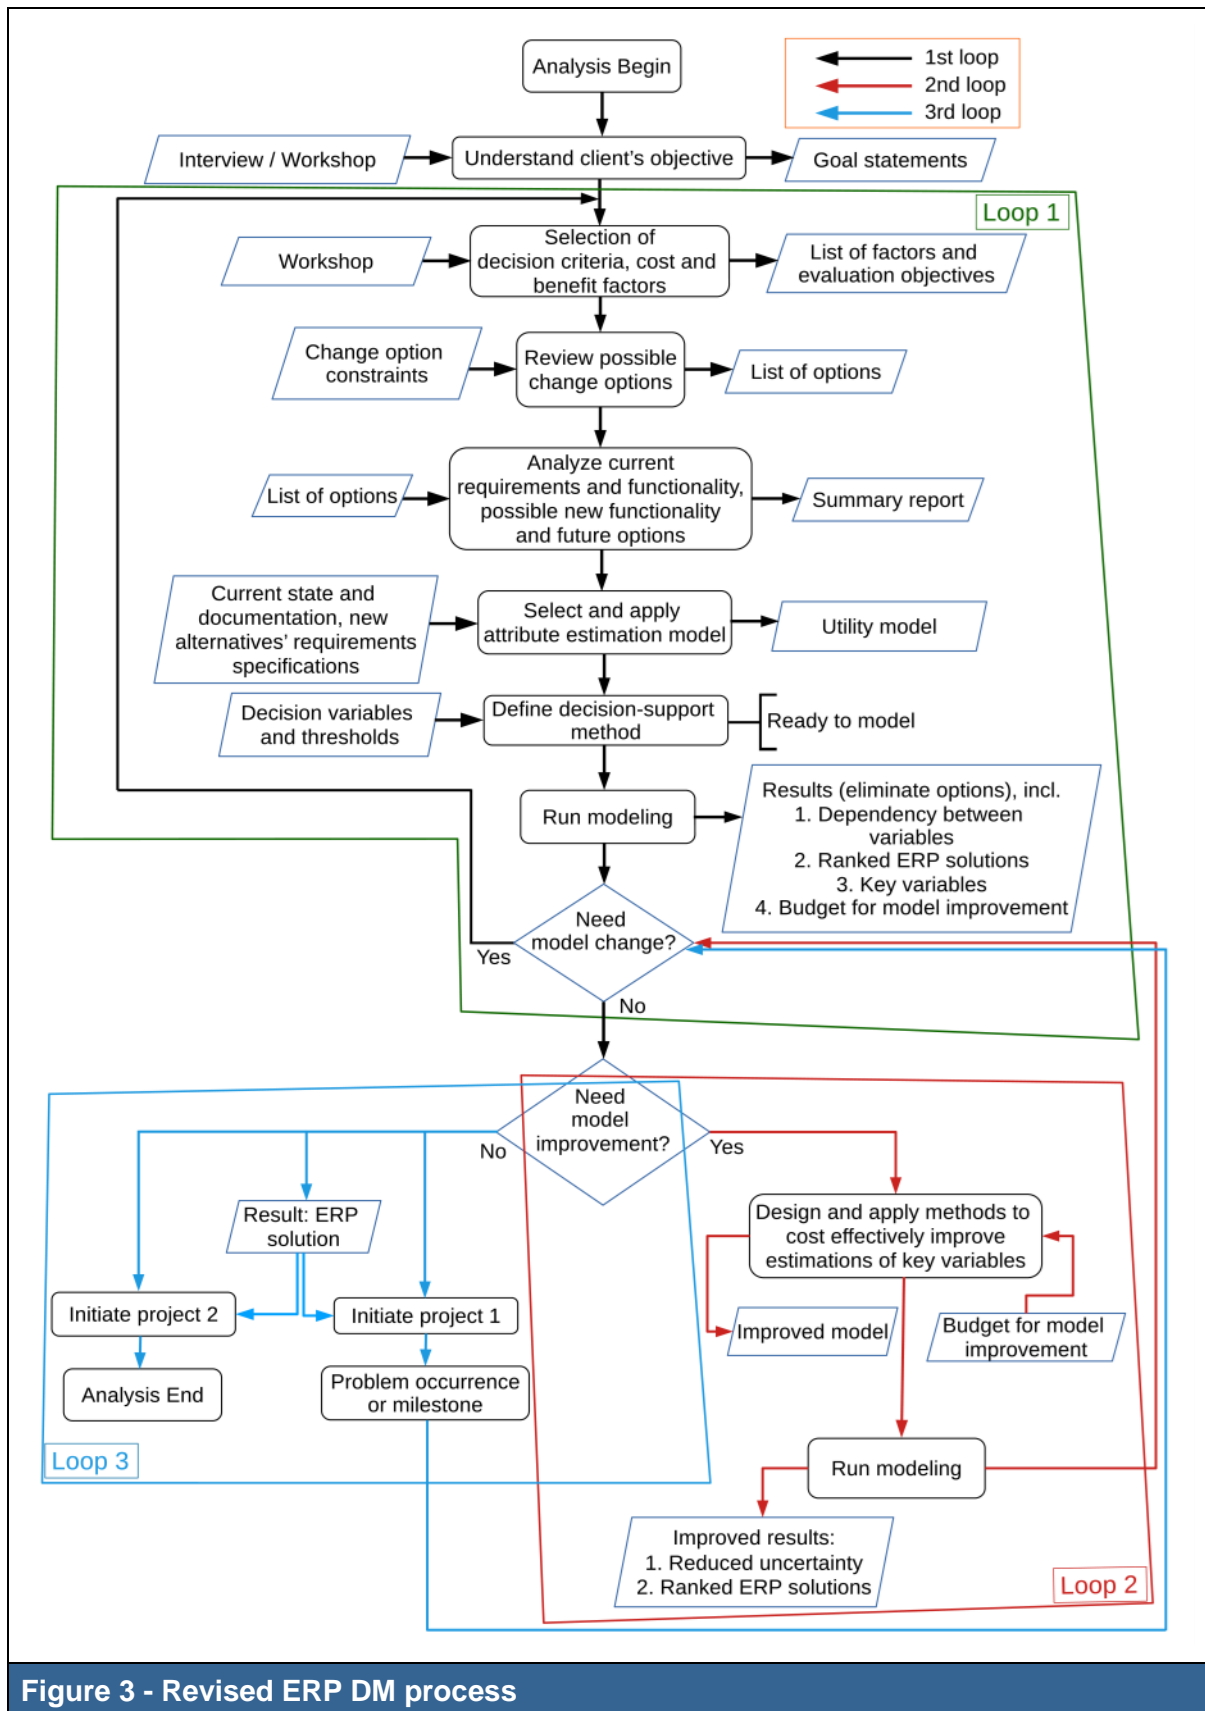 Analysis Begin
1st loop
2nd loop
3rd loop
Interview / Workshop
Understand client's objective
Goal statements
Loop 1
Workshop
Selection of
decision criteria, cost and
benefit factors
List of factors and
evaluation objectives
Change option
constraints
Review possible
change options
List of options
List of options
Analyze current
requirements and functionality,
possible new functionality
and future options
Summary report
Current state and
documentation, new
alternatives' requirements
specifications
Select and apply
attribute estimation model
Utility model
Decision variables
and thresholds
Define decision-support
method
Ready to model
Run modeling
Results (eliminate options), incl.
1. Dependency between
variables
2. Ranked ERP solutions
3. Key variables
4. Budget for model improvement
Need
model change?
Yes
No
Need
model
improvement?
No
Yes
Result: ERP
solution
Design and apply methods to
cost effectively improve
estimations of key variables
Initiate project 2
Initiate project 1
Improved model
Budget for model
improvement
Analysis End
Problem occurrence
or milestone
Loop 3
Run modeling
Improved results:
1. Reduced uncertainty
2. Ranked ERP solutions
Loop 2
Figure 3 - Revised ERP DM process